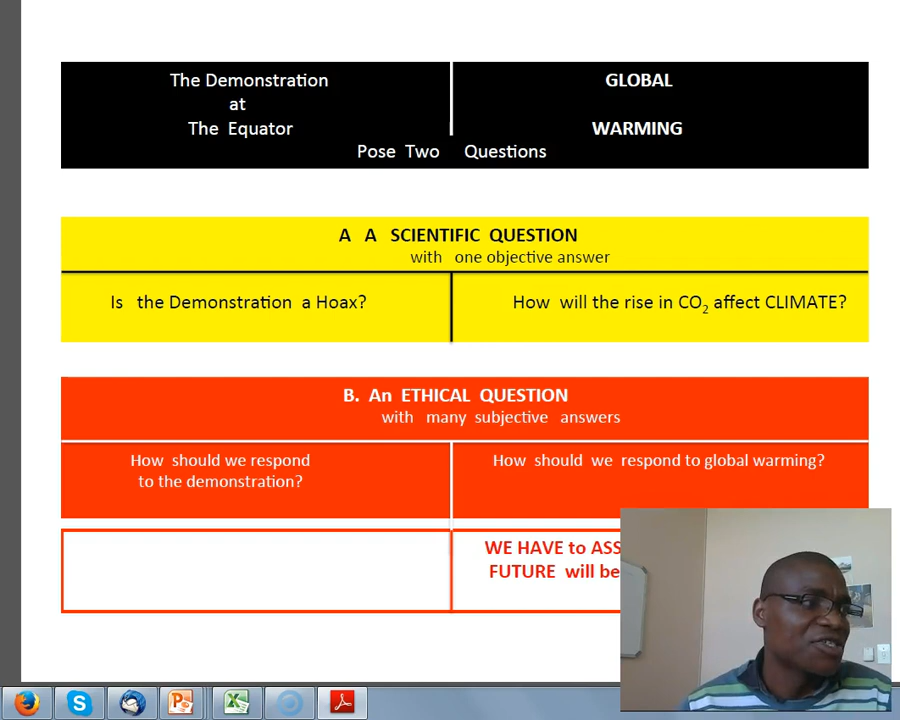 The Demonstration
at
The Equator
GLOBAL
WARMING
Pose Two Questions
A A SCIENTIFIC QUESTION
with one objective answer
Is the Demonstration a Hoax?
How will the rise in CO2 affect CLIMATE?
B. An ETHICAL QUESTION
with many subjective answers
How should we respond
to the demonstration?
How should we respond to global warming?
WE HAVE to ASS
FUTURE will be